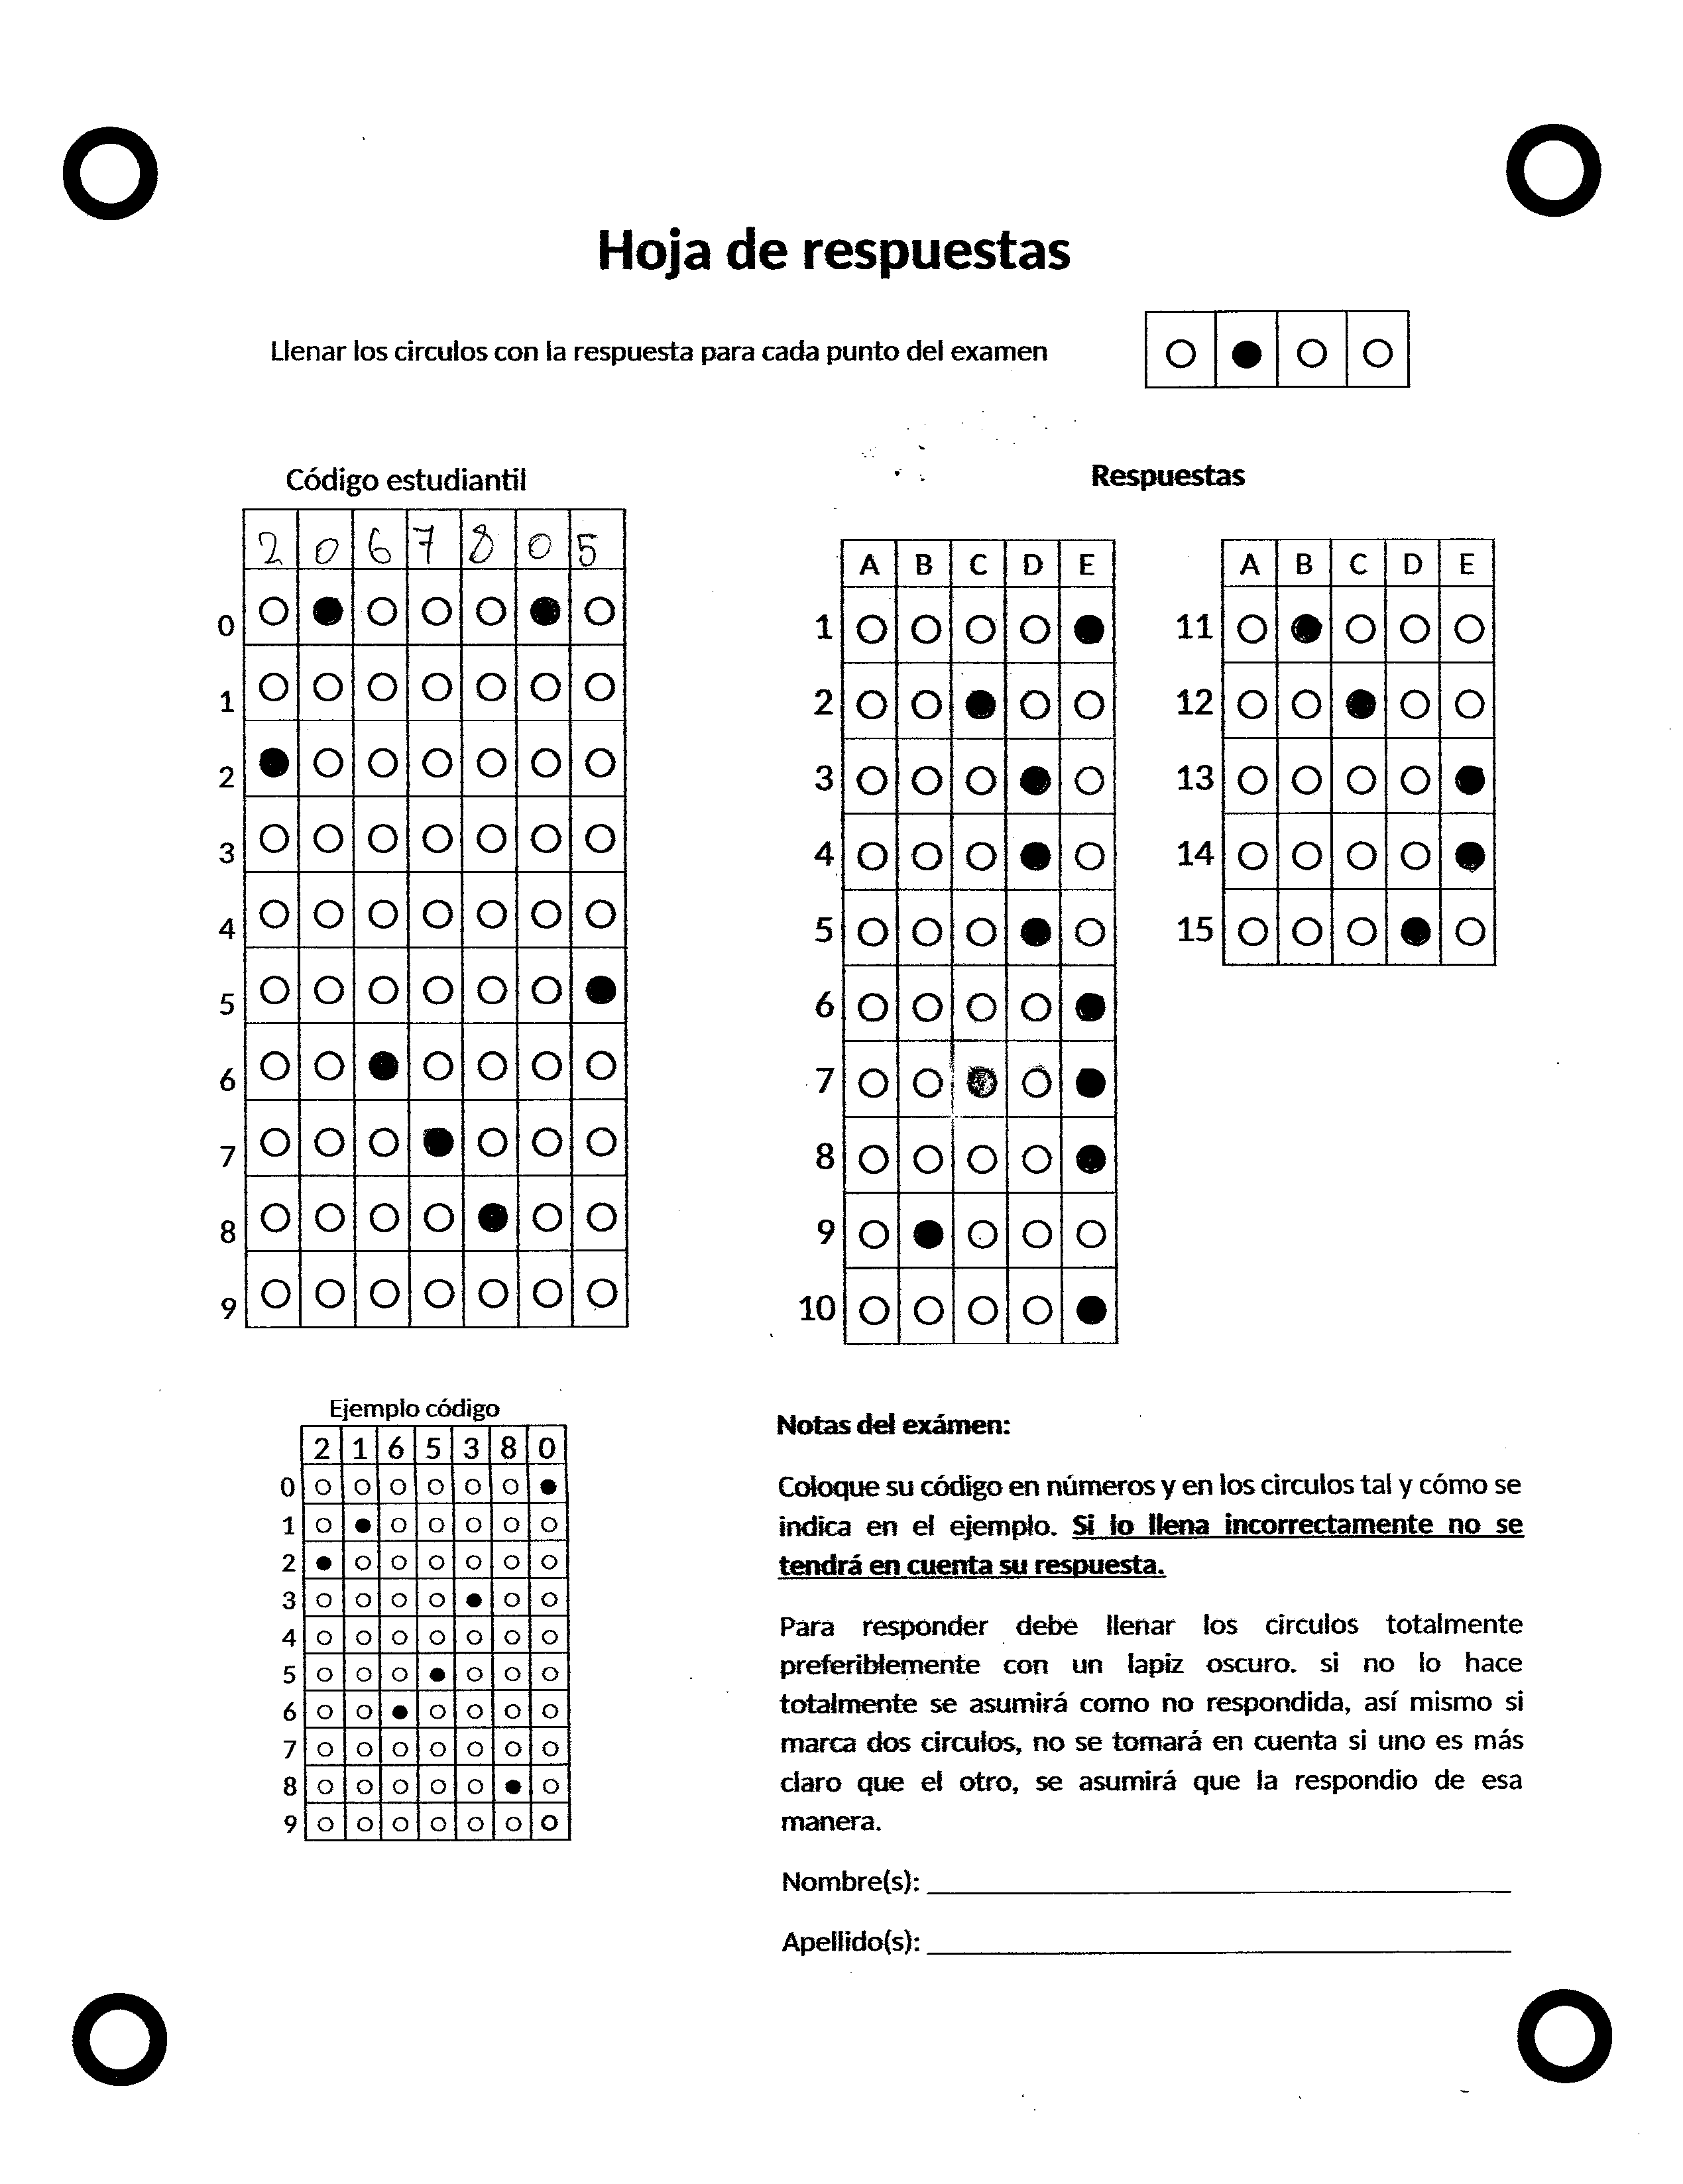 Hoja de respuestas
Llenar los circulos con la respuesta para cada punto del examen
Código estudiantil
2 0 6 7 8 0 5
0
1
2
3
4
5
6
7
8
9
Respuestas
A B C D E
1
2
3
4
5
6
7
8
9
10
A B C D E
11
12
13
14
15
Ejemplo código
2 1 6 5 3 8 0
0
1
2
3
4
5
6
7
8
9
Notas del exámen:
Coloque su código en números y en los circulos tal y cómo se
indica en el ejemplo. Si lo llena incorrectamente no se
tendrá en cuenta su respuesta.
Para responder debe llenar los circulos totalmente
preferiblemente con un lapiz oscuro. si no lo hace
totalmente se asumirá como no respondida, así mismo si
marca dos circulos, no se tomará en cuenta si uno es más
claro que el otro, se asumirá que la respondio de esa
manera.
Nombre(s):
Apellido(s):